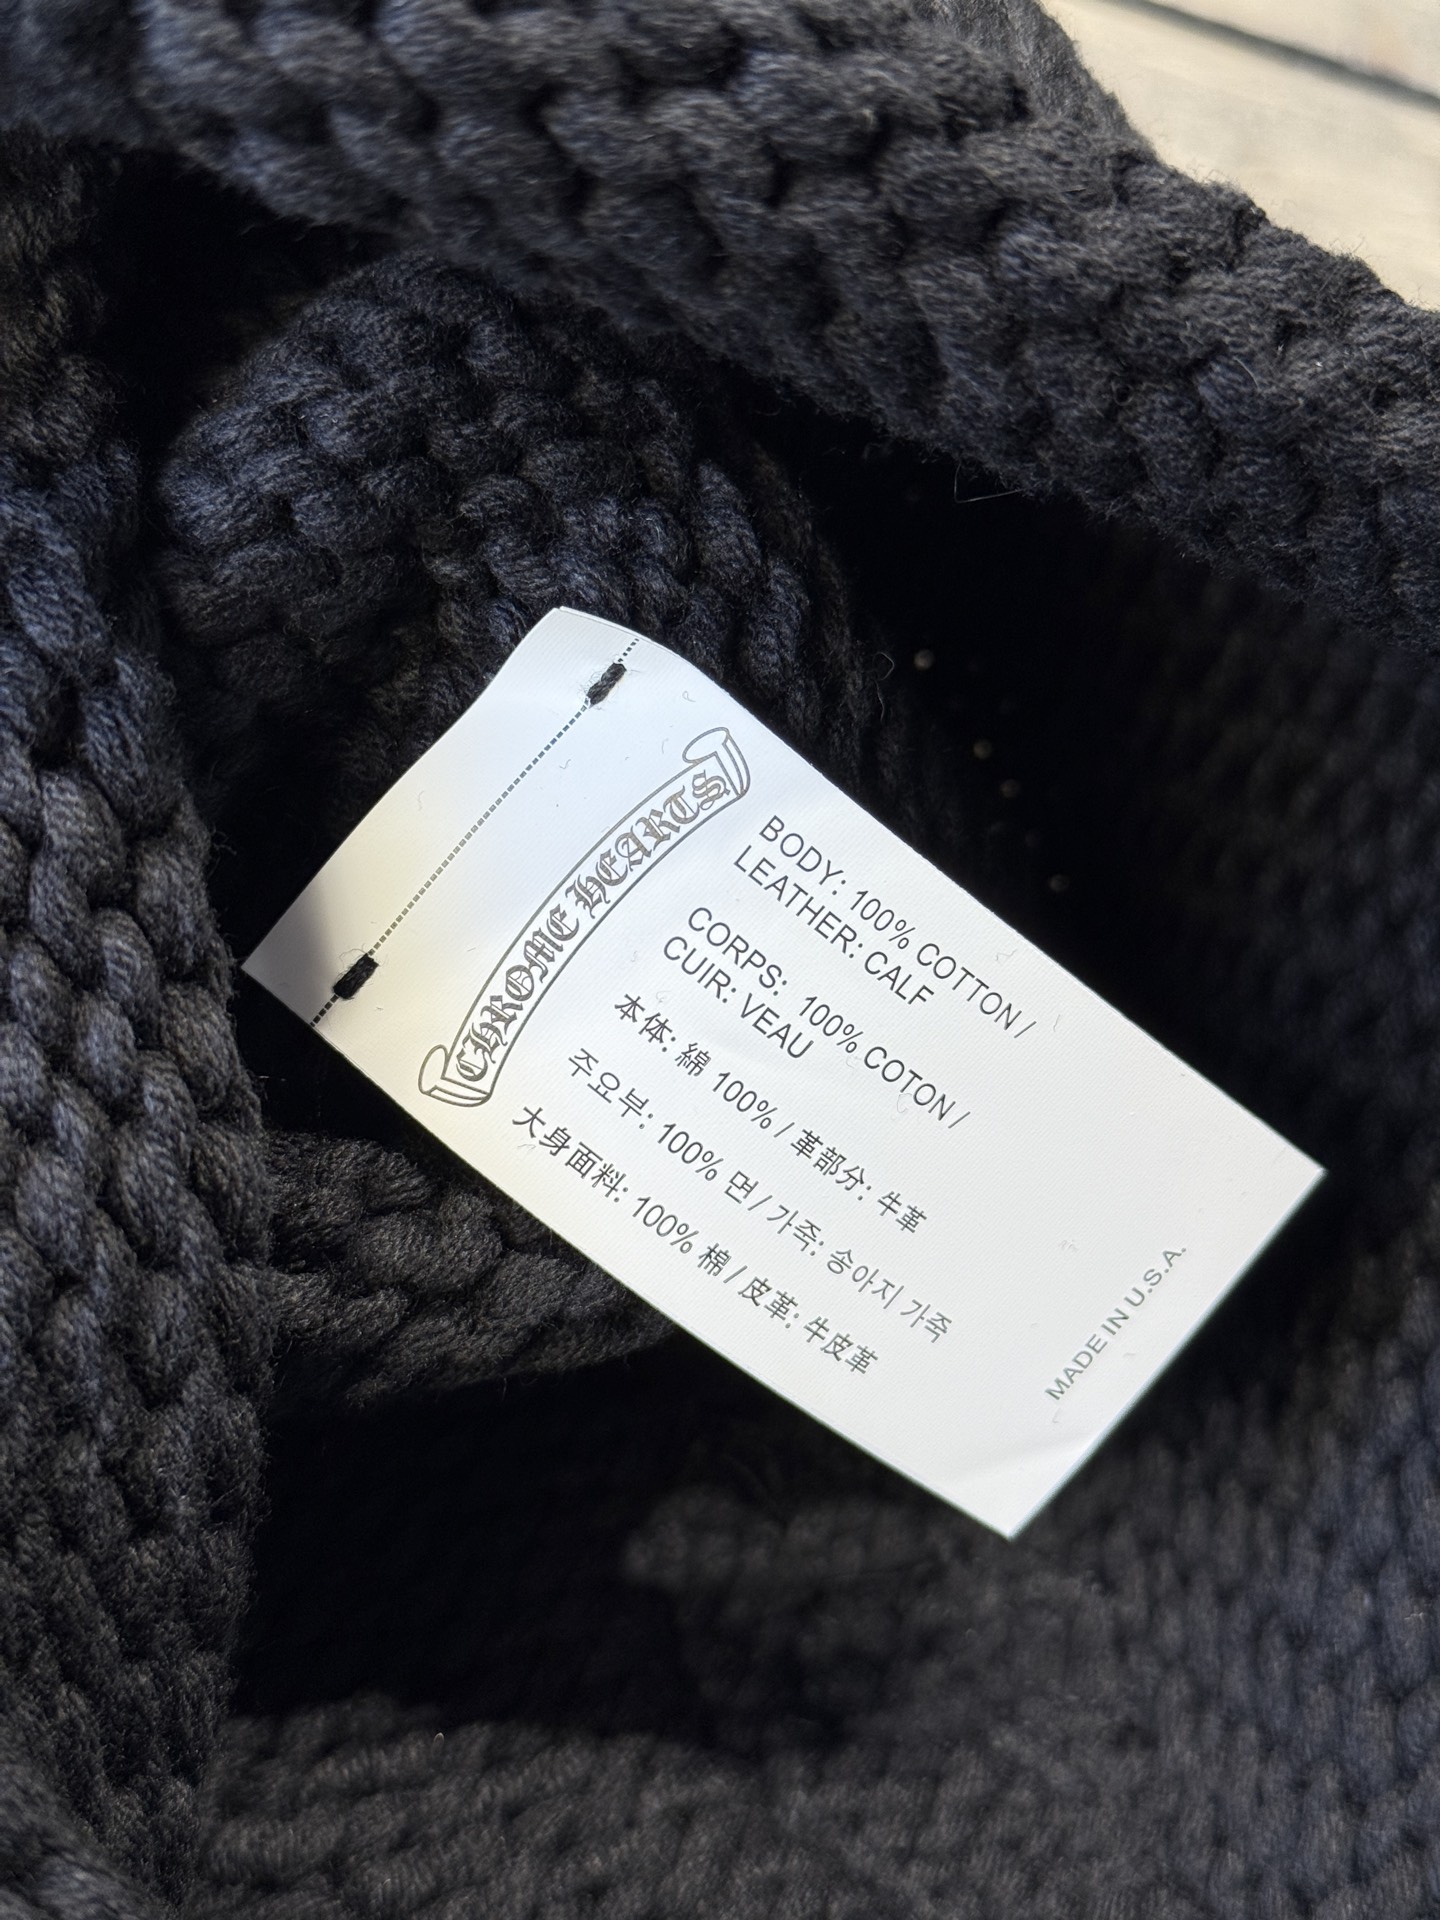 CHROME HEARTS
BODY: 100% COTTON /
LEATHER: CALF
CORPS: 100% COTON /
CUIR: VEAU
本体: 綿 100% / 革部分: 牛革
주요부: 100% 면 / 가죽: 송아지 가죽
大身面料: 100% 棉 / 皮革: 牛皮革
MADE IN U.S.A.